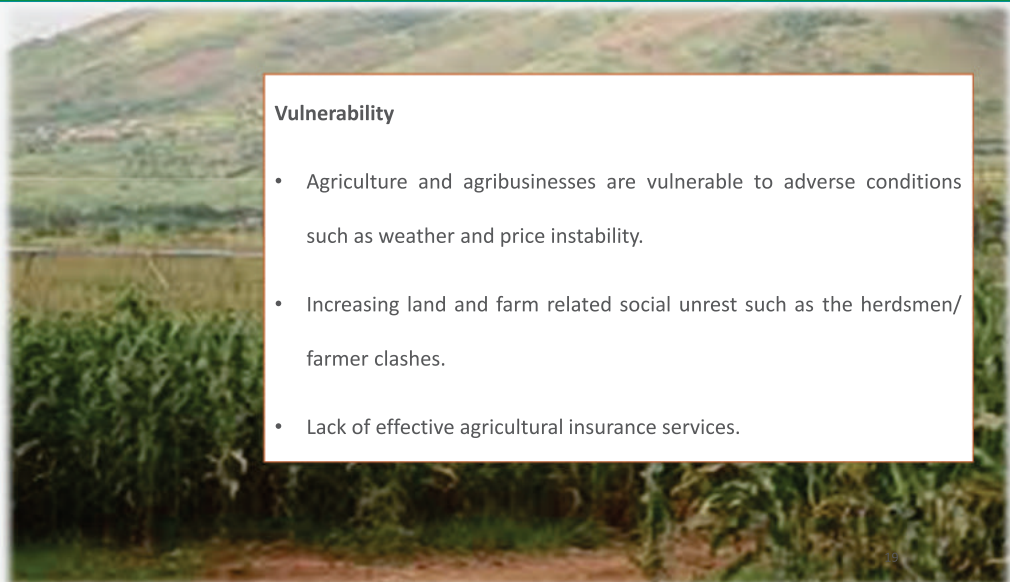 Vulnerability
• Agriculture and agribusinesses are vulnerable to adverse conditions
such as weather and price instability.
• Increasing land and farm related social unrest such as the herdsmen/
farmer clashes.
• Lack of effective agricultural insurance services.